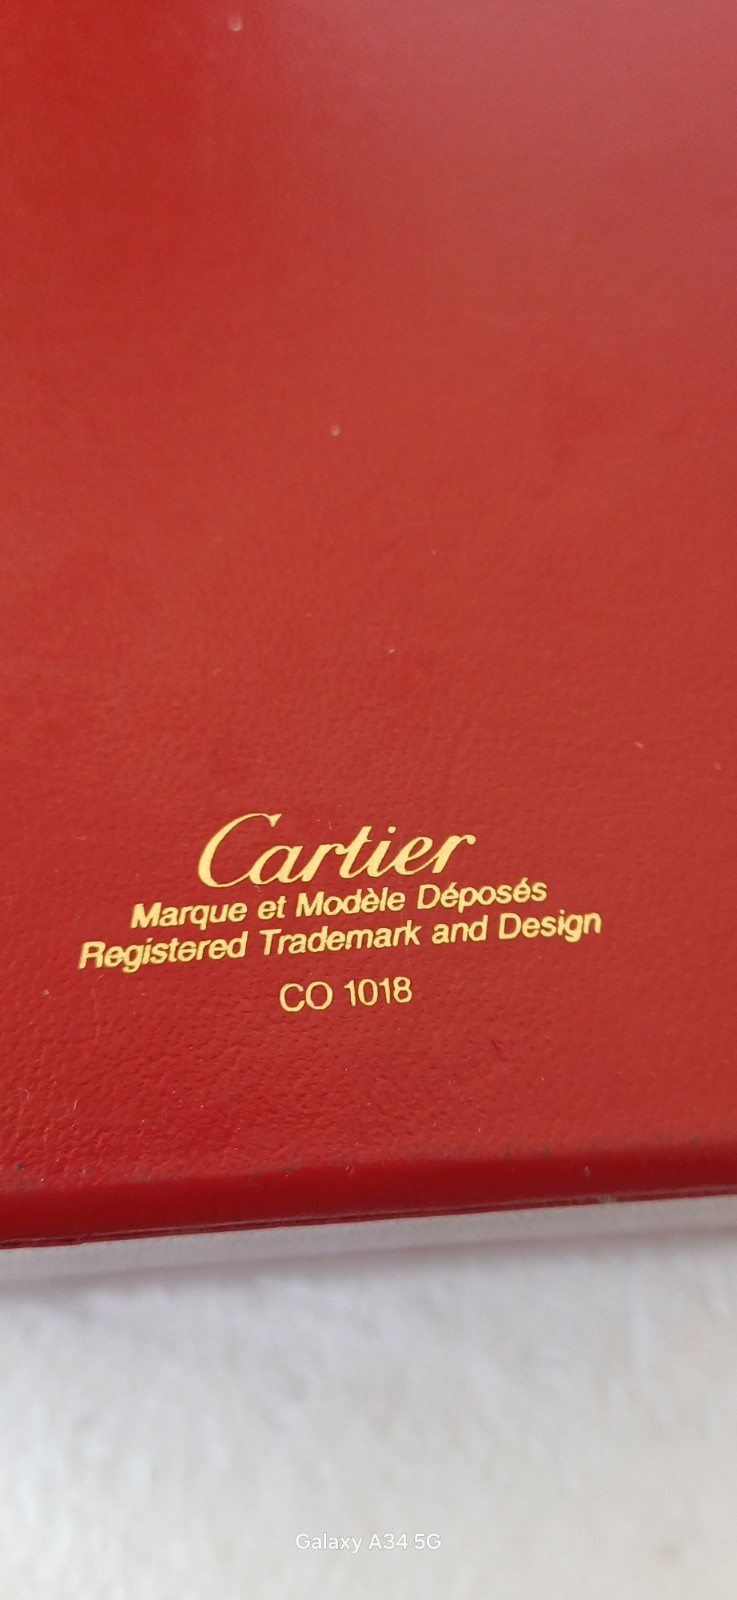 Cartier
Marque et Modèle Déposés
Registered Trademark and Design
CO 1018
Galaxy A34 5G